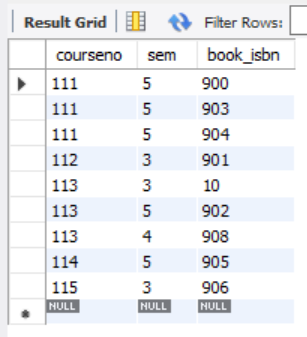 Result Grid Filter Rows:
courseno sem book_isbn
111 5 900
111 5 903
111 5 904
112 3 901
113 3 10
113 5 902
113 4 908
114 5 905
115 3 906
NULL NULL NULL